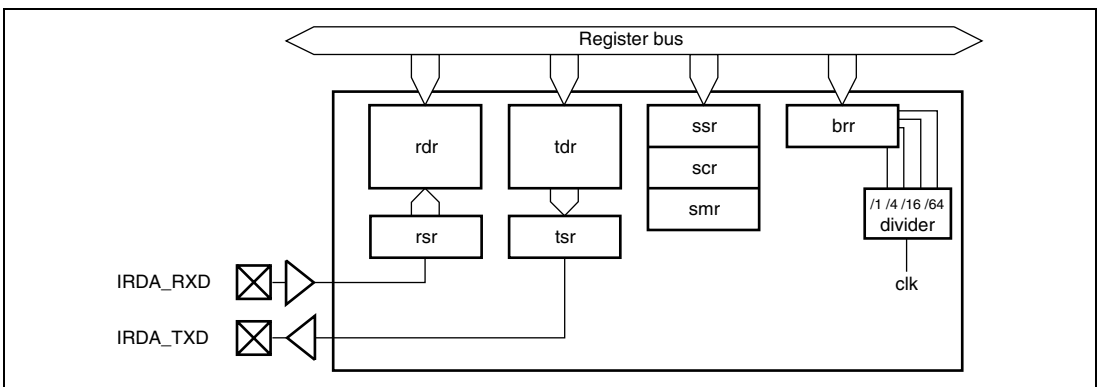 Register bus
rdr
tdr
ssr
brr
scr
smr
/1 /4 /16 /64
divider
rsr
tsr
clk
IRDA_RXD
IRDA_TXD